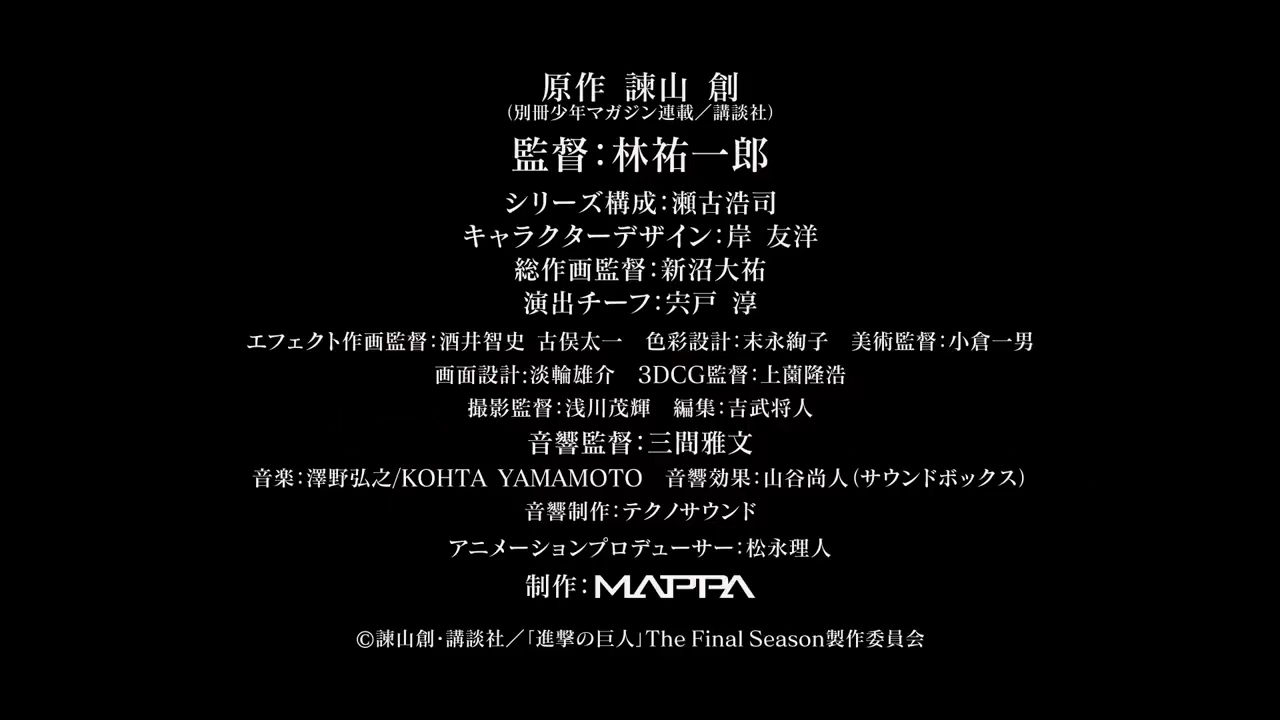 原作 諫山 創
(別冊少年マガジン連載／講談社)
監督：林祐一郎
シリーズ構成：瀬古浩司
キャラクターデザイン：岸 友洋
総作画監督：新沼大祐
演出チーフ：宍戸 淳
エフェクト作画監督：酒井智史 古俣太一　色彩設計：末永絢子　美術監督：小倉一男
画面設計：淡輪雄介　3DCG監督：上薗隆浩
撮影監督：浅川茂輝　編集：吉武将人
音響監督：三間雅文
音楽：澤野弘之/KOHTA YAMAMOTO　音響効果：山谷尚人(サウンドボックス)
音響制作：テクノサウンド
アニメーションプロデューサー：松永理人
制作：MAPPA
©諫山創・講談社／「進撃の巨人」The Final Season製作委員会